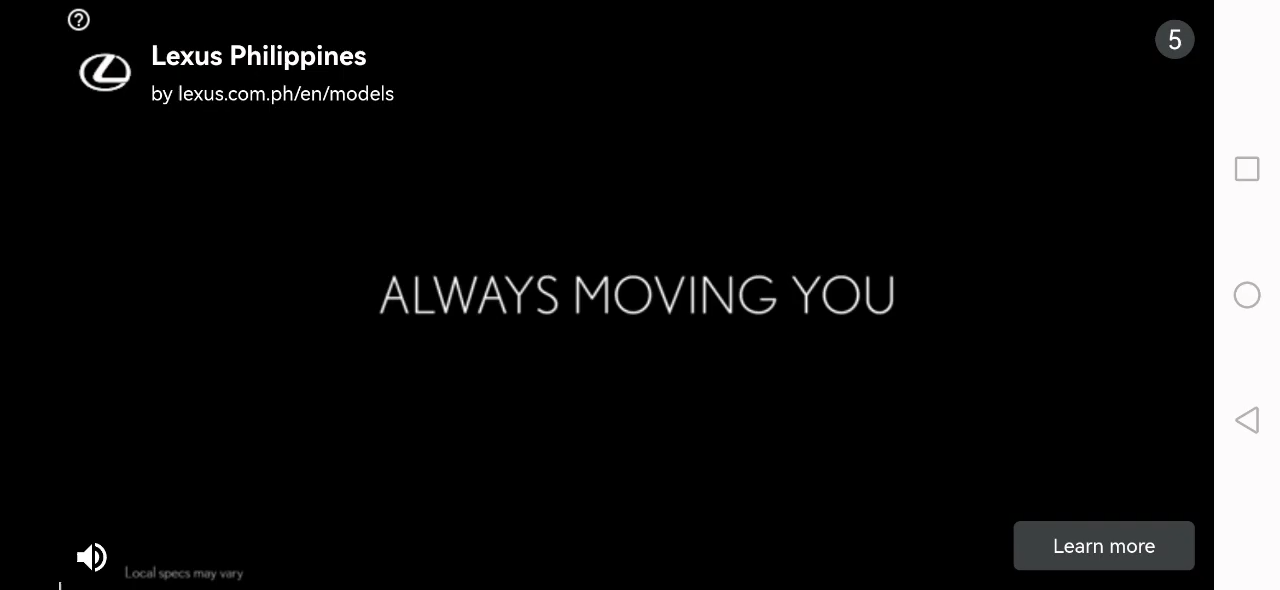 Lexus Philippines
5
by lexus.com.ph/en/models
ALWAYS MOVING YOU
Learn more
Local specs may vary